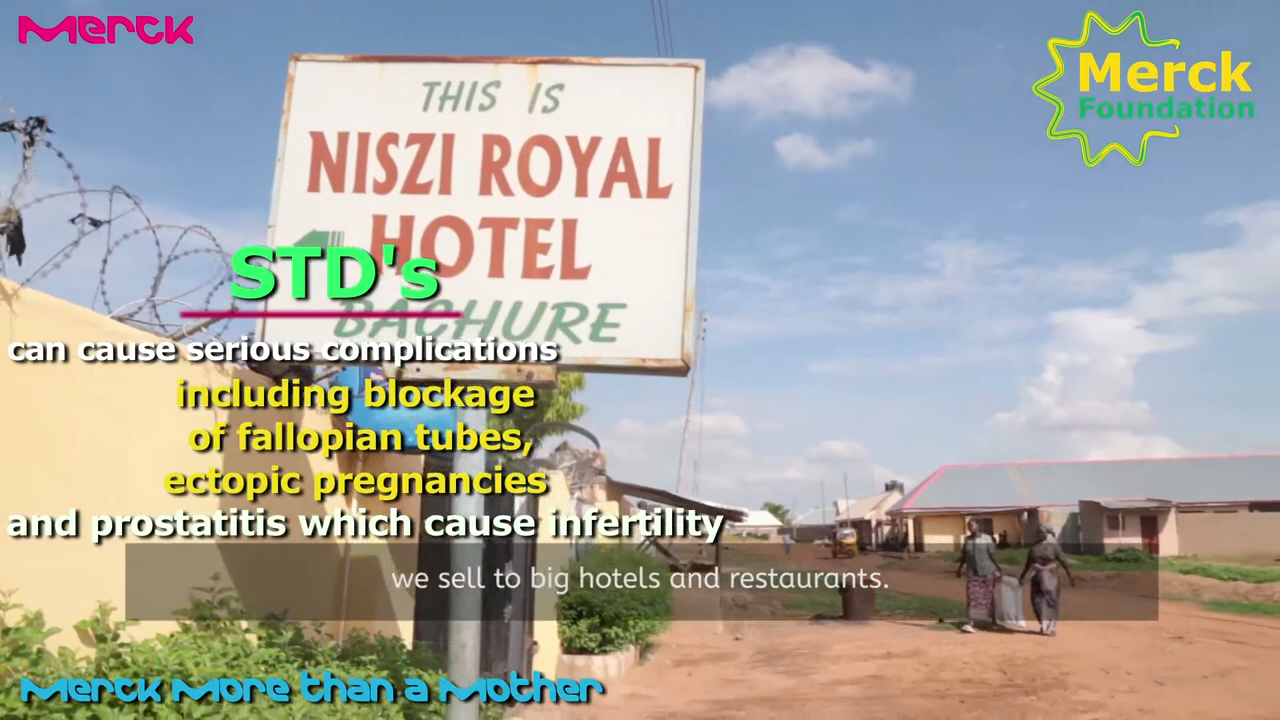 Merck
Merck
Foundation
THIS IS
NISZI ROYAL
HOTEL
BACHURE
STD's
can cause serious complications
including blockage
of fallopian tubes,
ectopic pregnancies
and prostatitis which cause infertility
we sell to big hotels and restaurants.
Merck More than a Mother